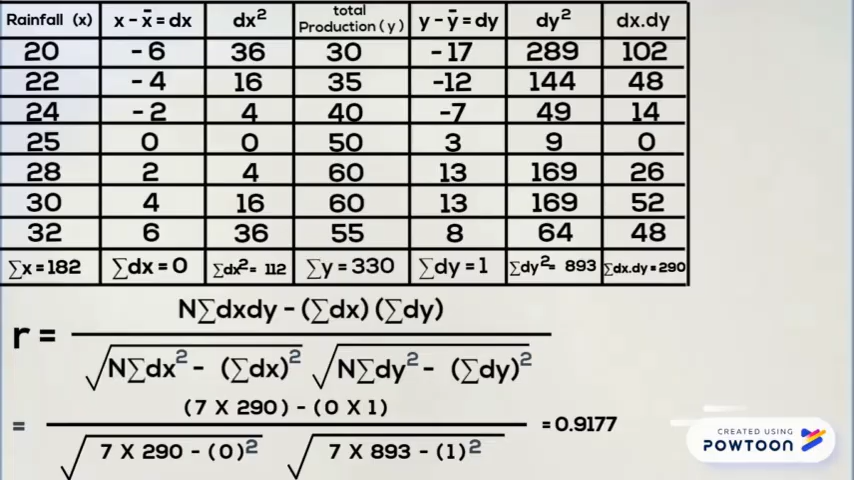 Rainfall (x) x - x̄ = dx dx² total Production ( y ) y - ȳ = dy dy² dx.dy
20 - 6 36 30 - 17 289 102
22 - 4 16 35 -12 144 48
24 - 2 4 40 -7 49 14
25 0 0 50 3 9 0
28 2 4 60 13 169 26
30 4 16 60 13 169 52
32 6 36 55 8 64 48
∑x = 182 ∑dx = 0 ∑dx² = 112 ∑y = 330 ∑dy = 1 ∑dy² = 893 ∑dx.dy = 290
N∑dxdy - (∑dx) (∑dy)
r =
√N∑dx² - (∑dx)² √N∑dy² - (∑dy)²
(7 X 290) - (0 X 1)
= = 0.9177
√7 X 290 - (0)² √7 X 893 - (1)²
CREATED USING
POWTOON